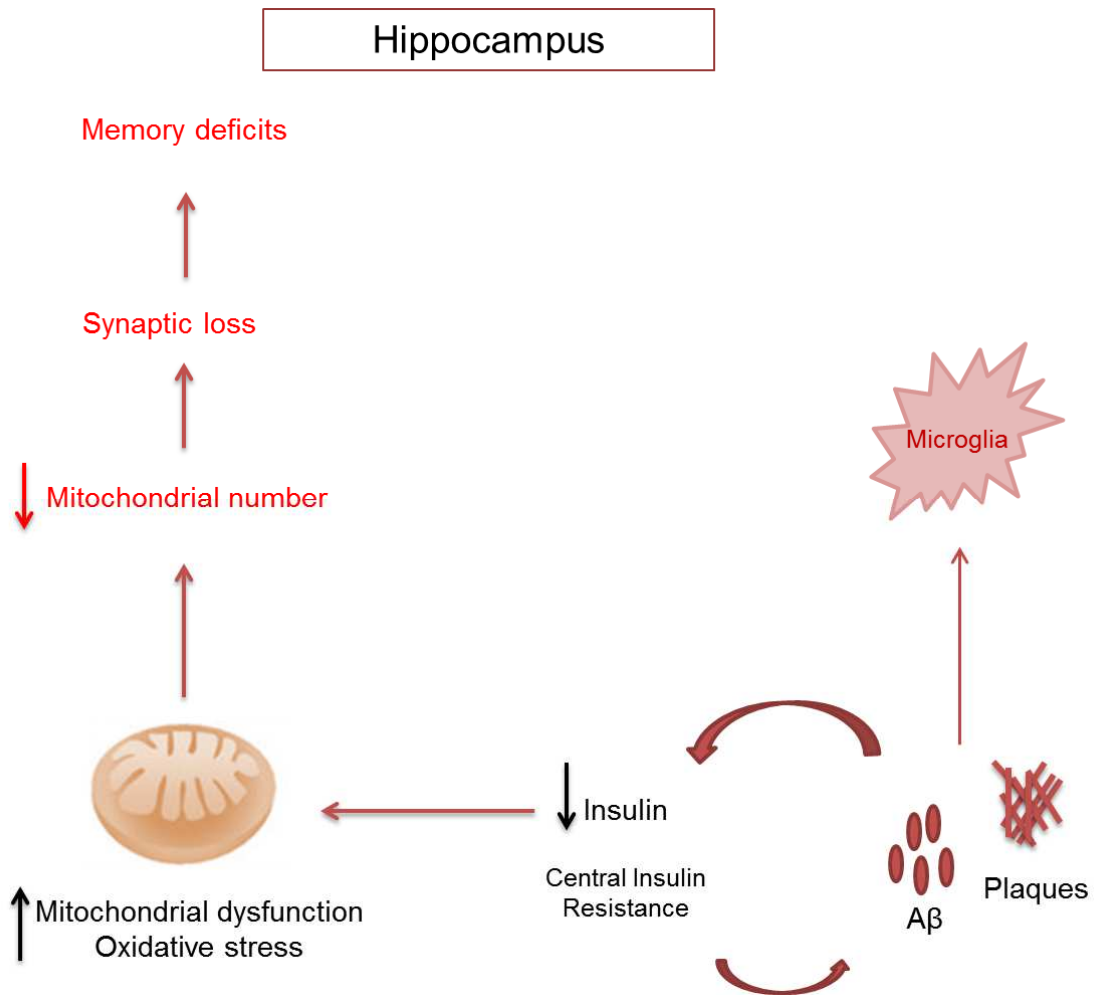 Hippocampus
Memory deficits
Synaptic loss
Microglia
Mitochondrial number
Insulin
Central Insulin
Resistance
Plaques
Aβ
Mitochondrial dysfunction
Oxidative stress